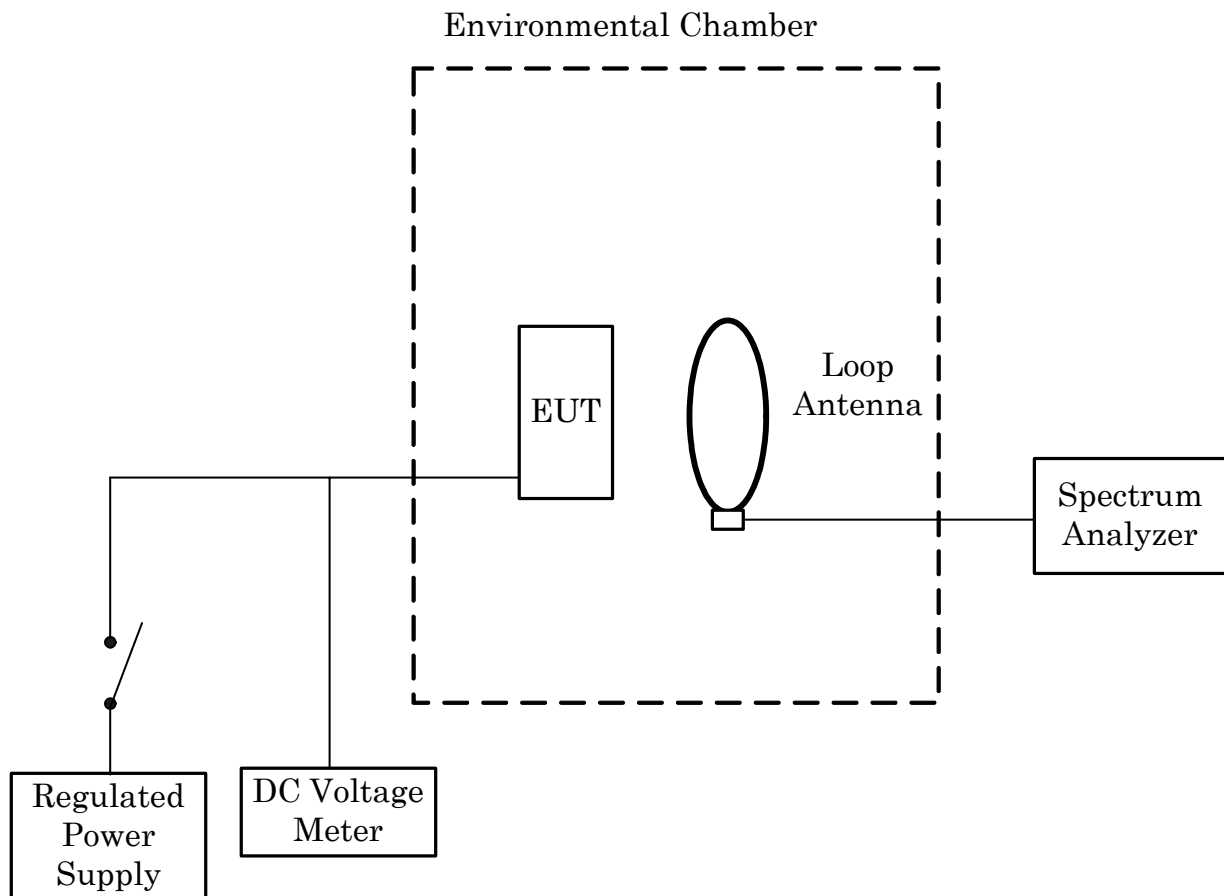 Environmental Chamber
EUT
Loop
Antenna
Spectrum
Analyzer
Regulated
Power
Supply
DC Voltage
Meter